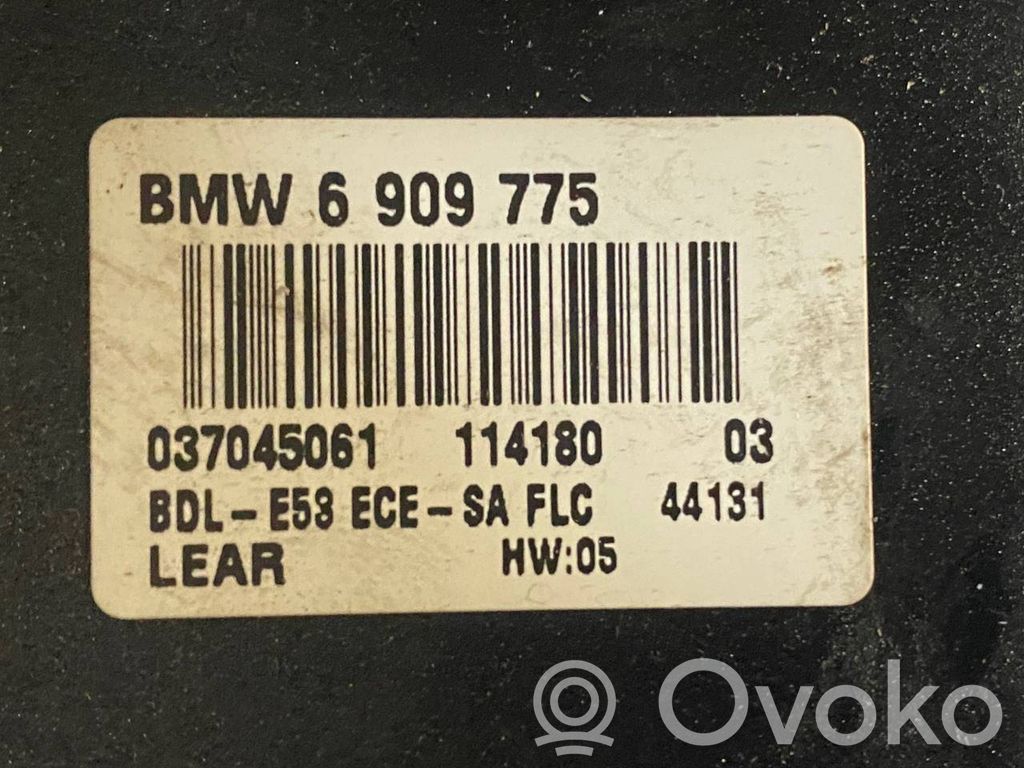 BMW 6 909 775
037045061 114180 03
BDL-E53 ECE-SA FLC 44131
LEAR HW:05
Ovoko